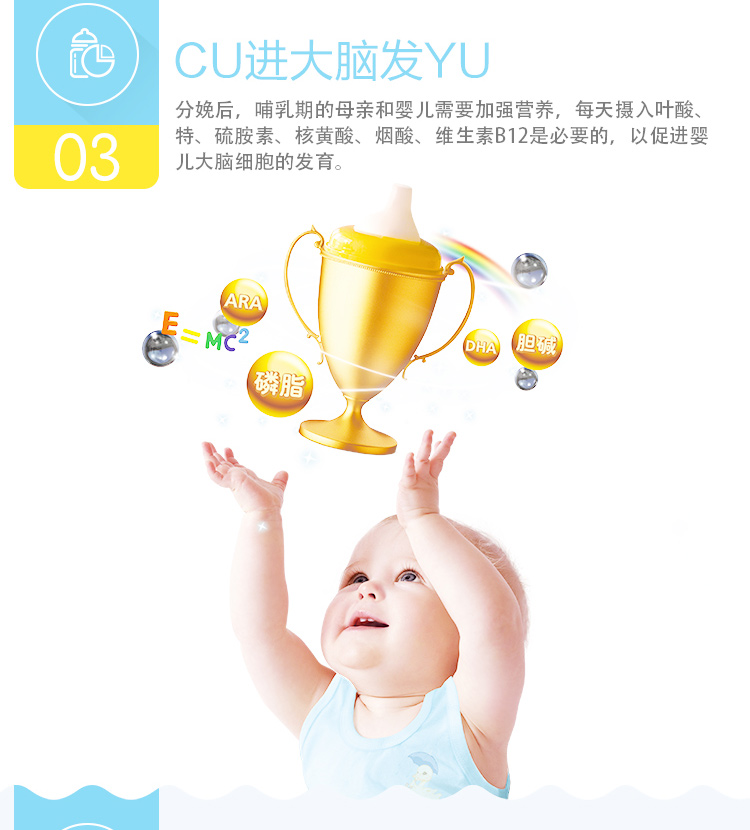 CU进大脑发YU
03
分娩后，哺乳期的母亲和婴儿需要加强营养，每天摄入叶酸、
特、硫胺素、核黄酸、烟酸、维生素B12是必要的，以促进婴
儿大脑细胞的发育。
ARA
E=MC2
磷脂
DHA
胆碱